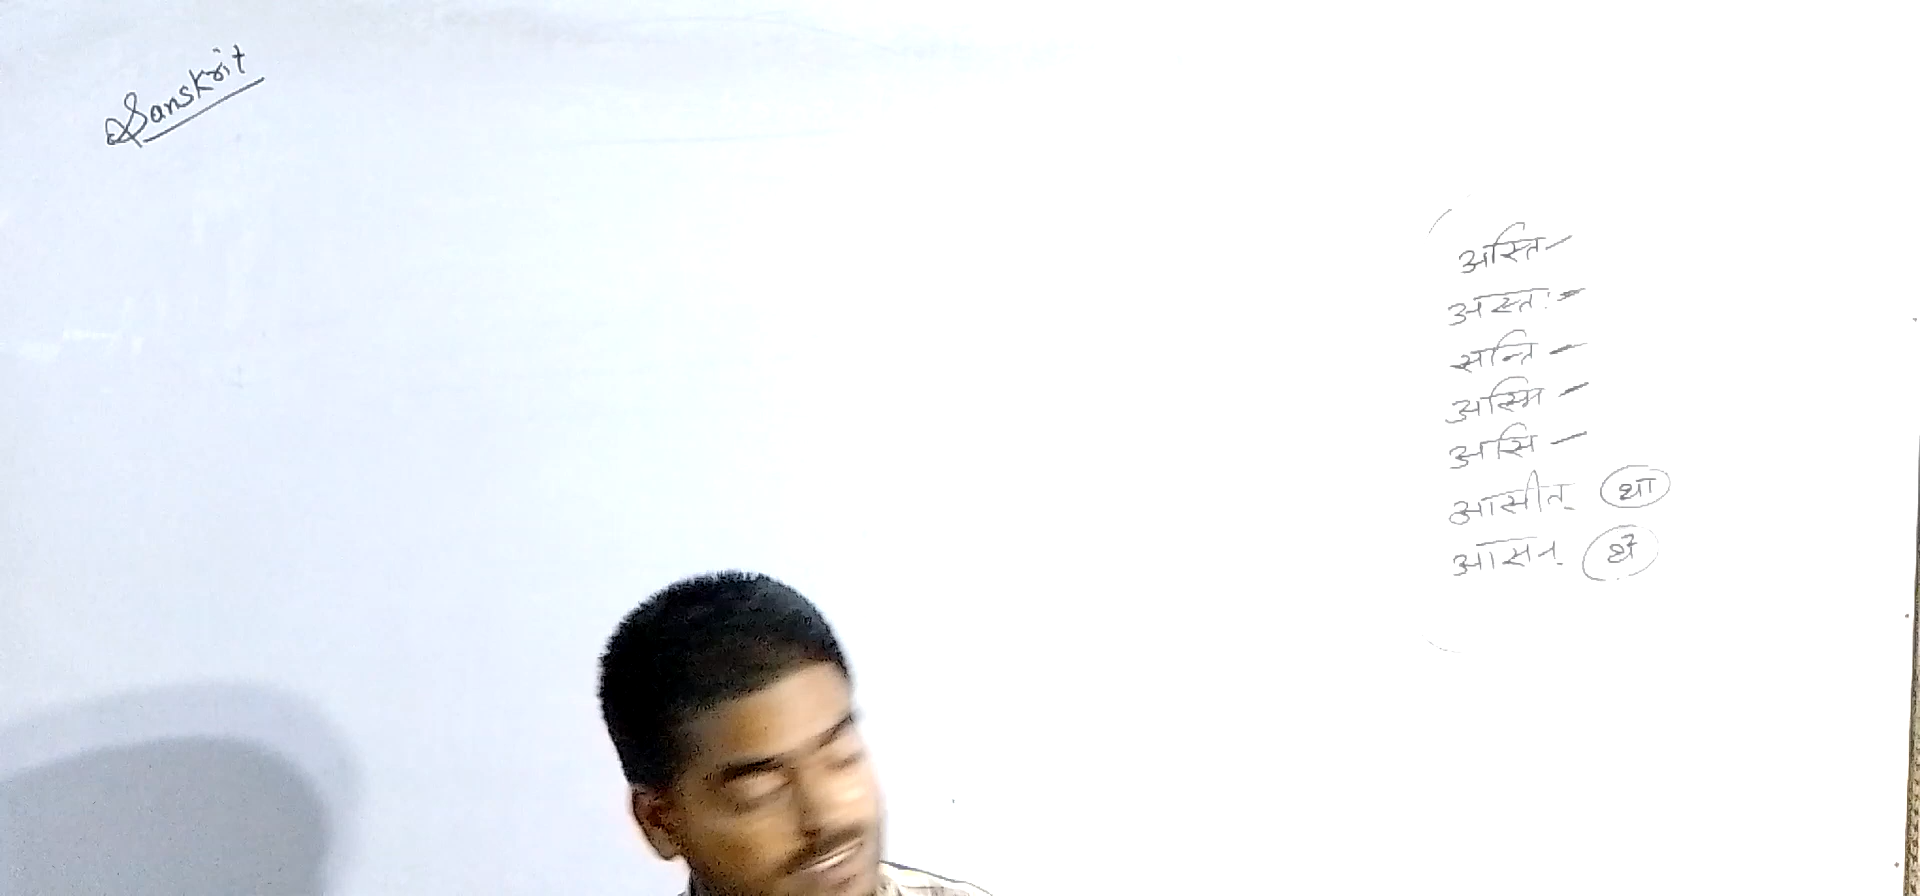 Sanskrit
अस्ति -
अस्तः -
सन्ति -
अस्मि -
असि -
आसीत् था
आसन् थे